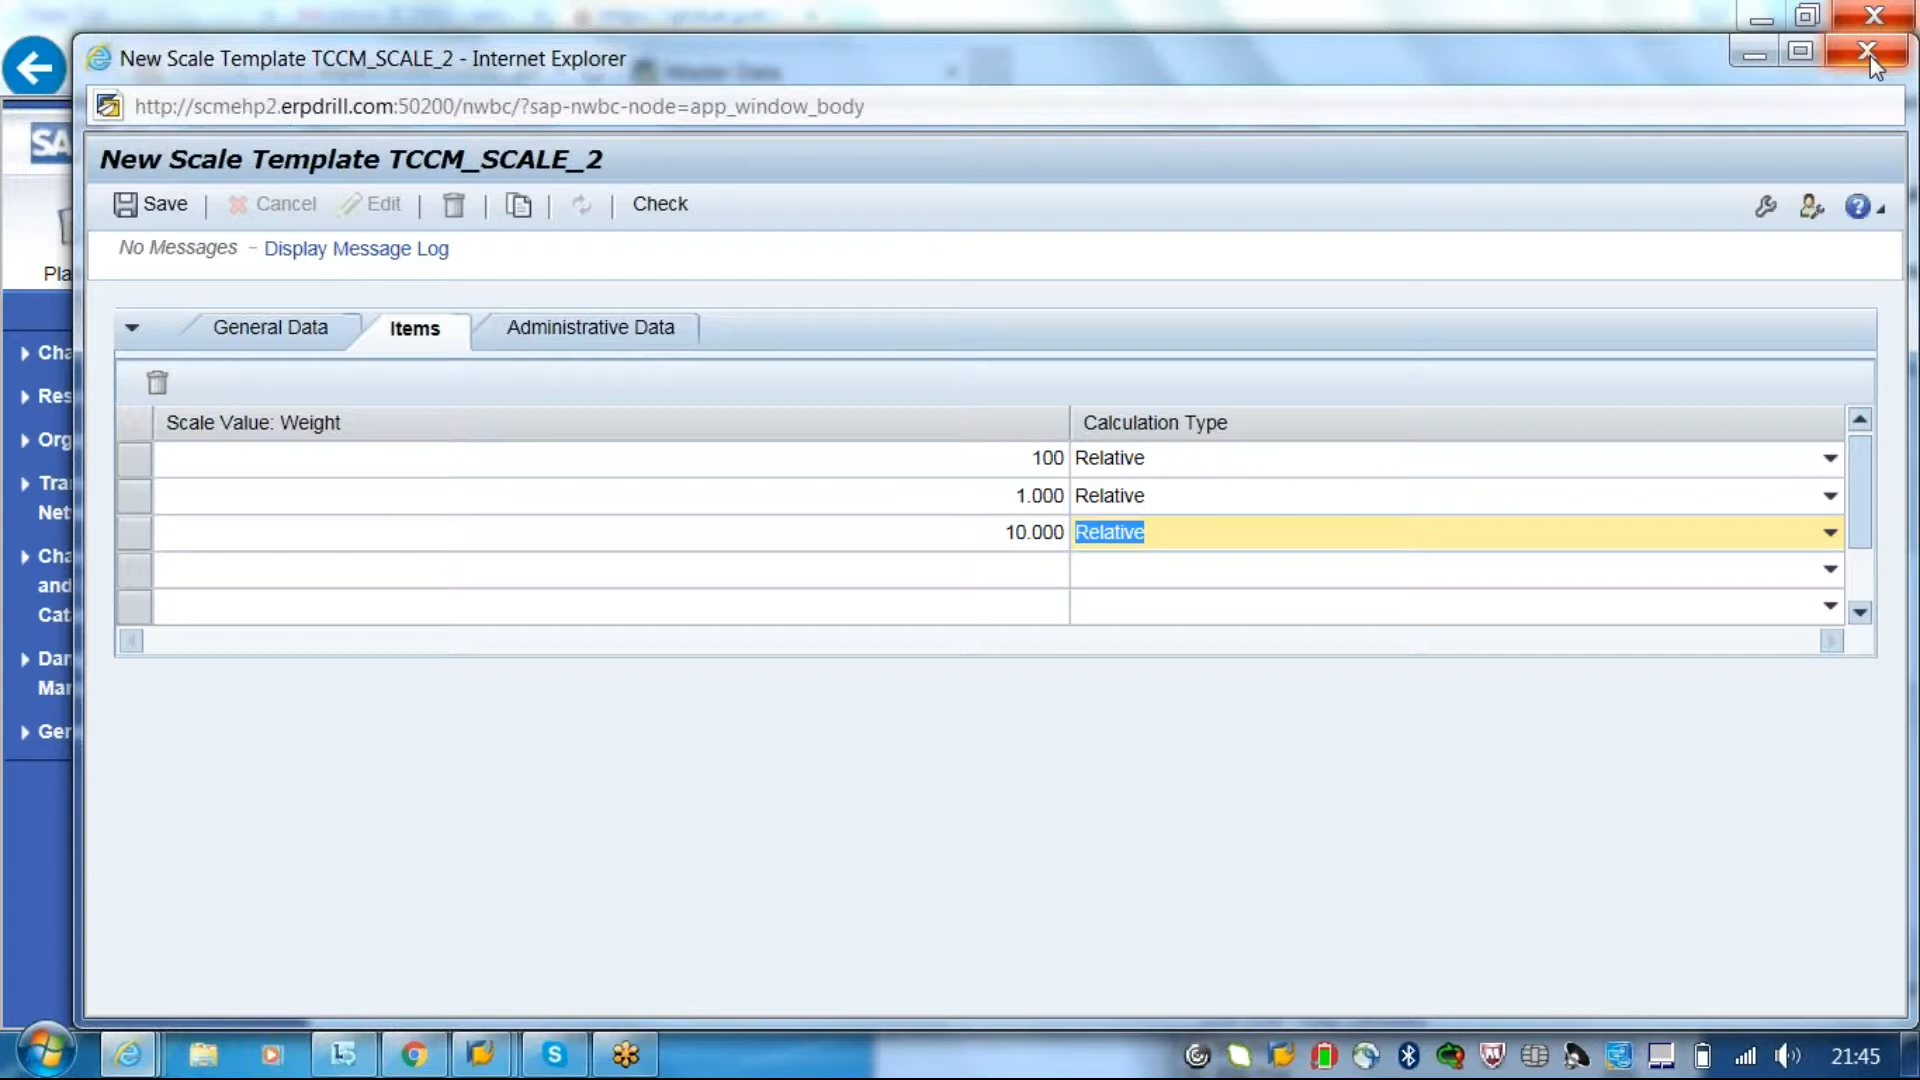 New Scale Template TCCM_SCALE_2 - Internet Explorer
http://scmehp2.erpdrill.com:50200/nwbc/?sap-nwbc-node=app_window_body
SA
New Scale Template TCCM_SCALE_2
Save | Cancel Edit | | | Check
No Messages - Display Message Log
Pla
General Data Items Administrative Data
Cha
Res
Org
Tra
Net
Cha
and
Cat
Dan
Mar
Ger
Scale Value: Weight Calculation Type
100 Relative
1.000 Relative
10.000 Relative
21:45